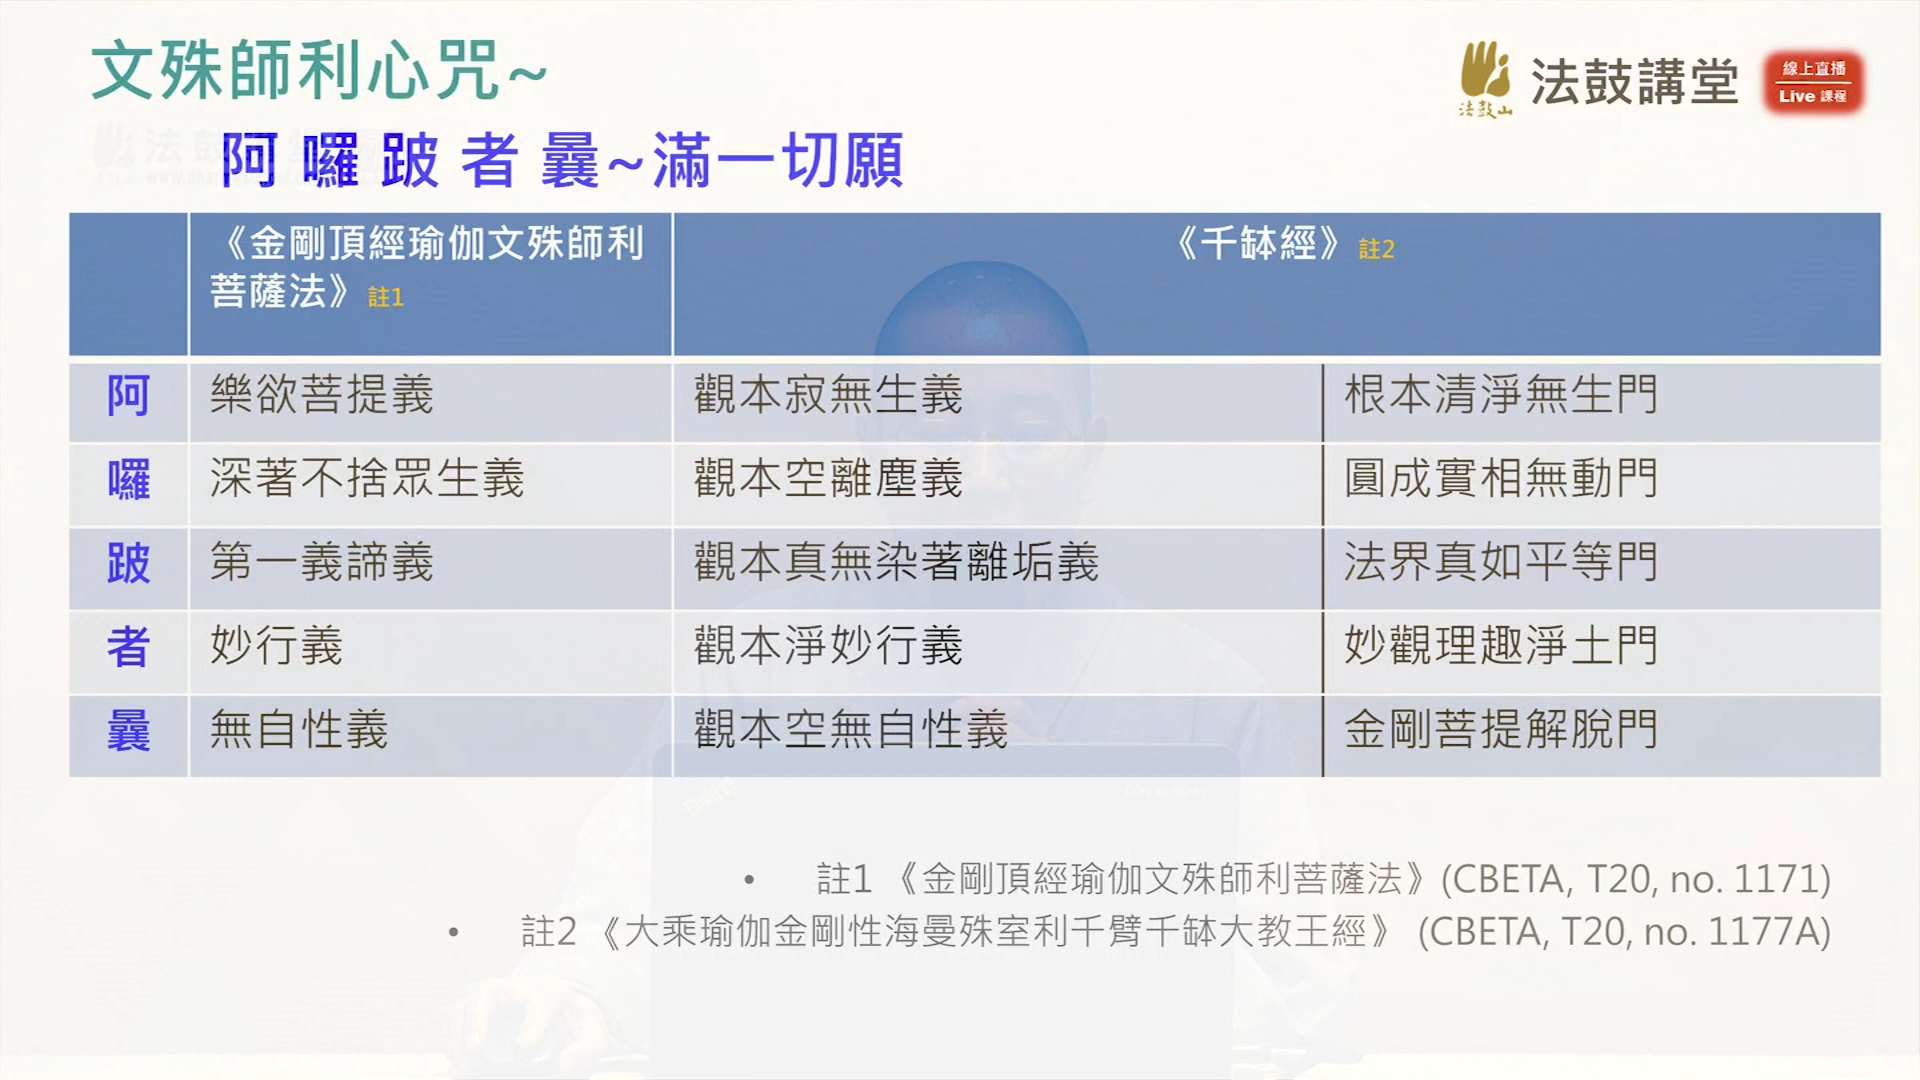 文殊師利心咒~
法鼓山
法鼓講堂
線上直播
Live 課程
阿 囉 跛 者 曩~滿一切願
《金剛頂經瑜伽文殊師利
菩薩法》 註1
《千缽經》 註2
阿 樂欲菩提義 觀本寂無生義 根本清淨無生門
囉 深著不捨眾生義 觀本空離塵義 圓成實相無動門
跛 第一義諦義 觀本真無染著離垢義 法界真如平等門
者 妙行義 觀本淨妙行義 妙觀理趣淨土門
曩 無自性義 觀本空無自性義 金剛菩提解脫門
• 註1 《金剛頂經瑜伽文殊師利菩薩法》(CBETA, T20, no. 1171)
• 註2 《大乘瑜伽金剛性海曼殊室利千臂千缽大教王經》 (CBETA, T20, no. 1177A)